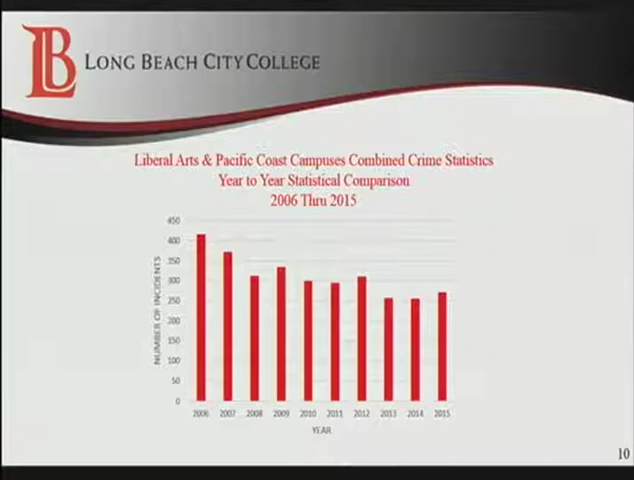 LB LONG BEACH CITY COLLEGE
Liberal Arts & Pacific Coast Campuses Combined Crime Statistics
Year to Year Statistical Comparison
2006 Thru 2015
450
400
350
300
250
200
150
100
50
0
NUMBER OF INCIDENTS
2006 2007 2008 2009 2010 2011 2012 2013 2014 2015
YEAR
10